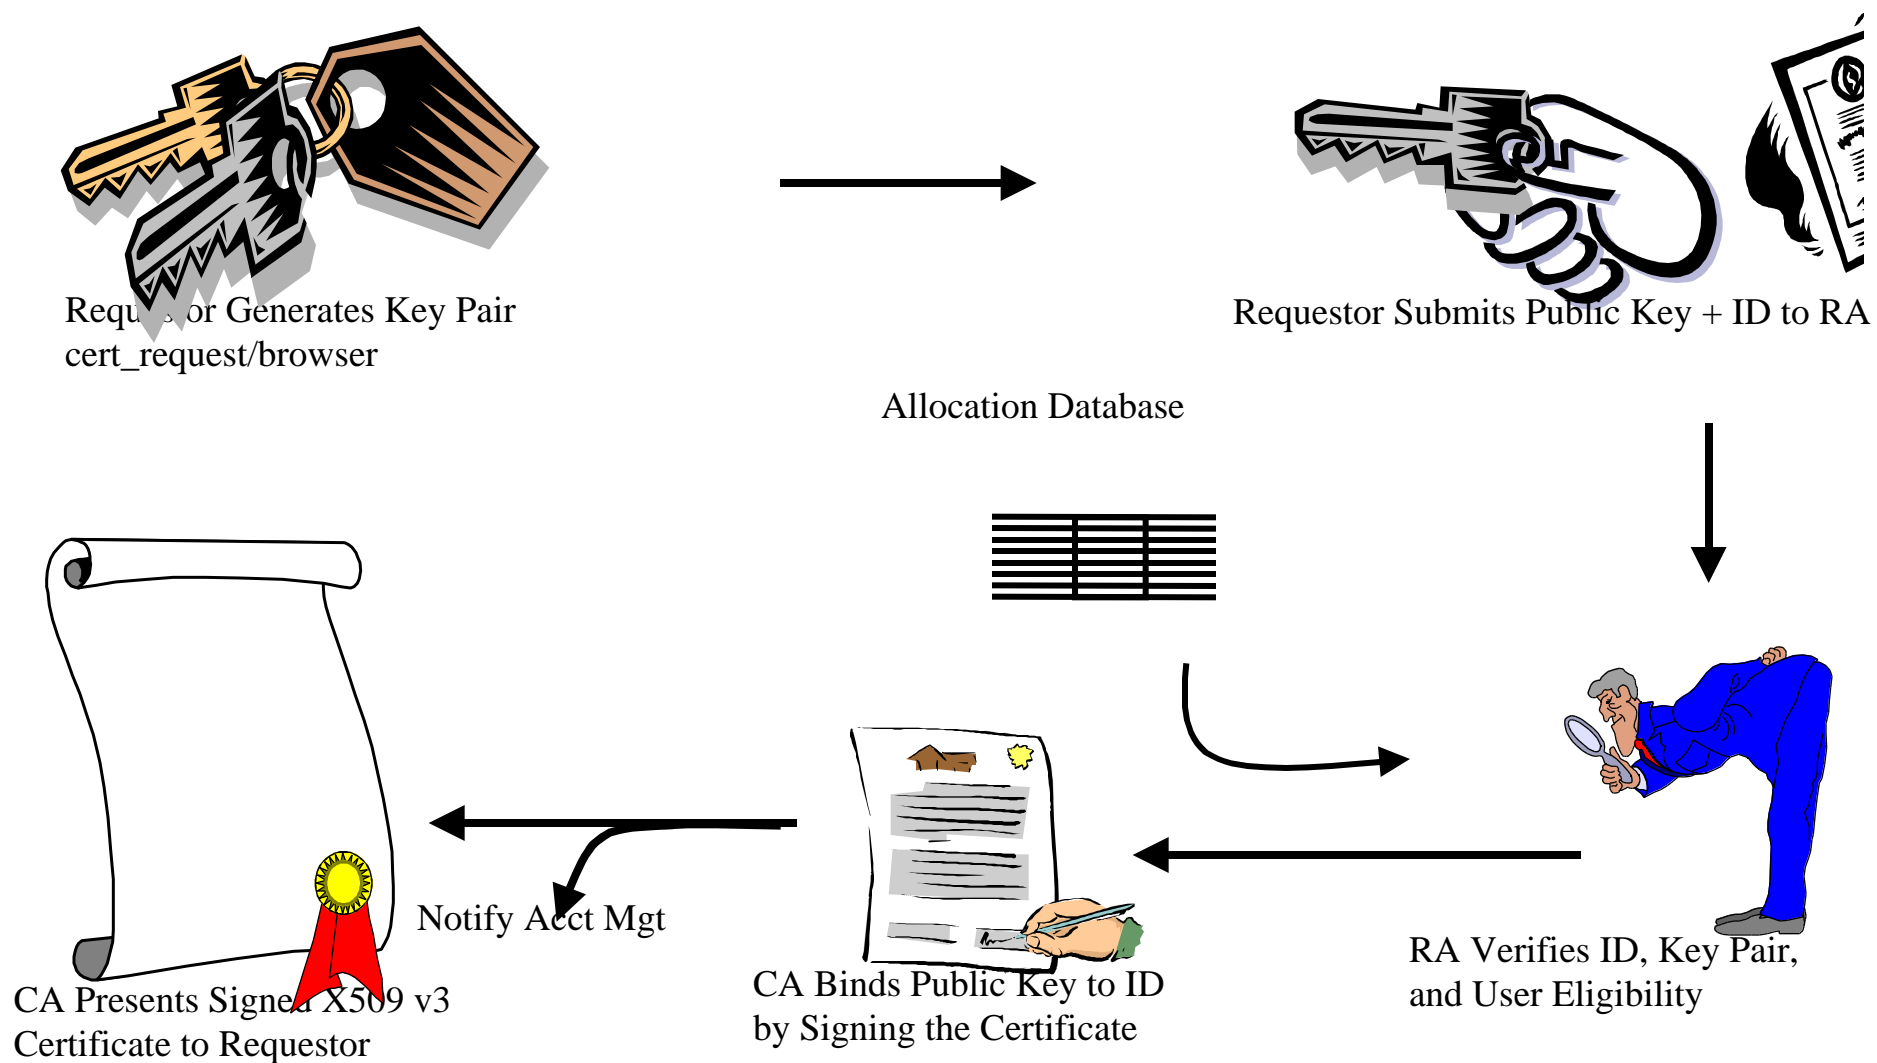 Requestor Generates Key Pair
cert_request/browser
Requestor Submits Public Key + ID to RA
Allocation Database
Notify Acct Mgt
RA Verifies ID, Key Pair,
and User Eligibility
CA Binds Public Key to ID
by Signing the Certificate
CA Presents Signed X509 v3
Certificate to Requestor